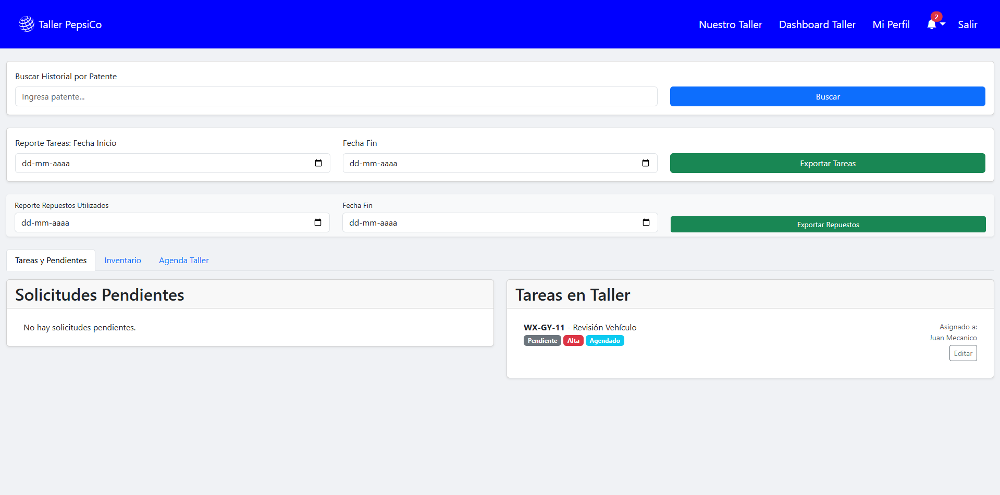 Taller PepsiCo
Nuestro Taller
Dashboard Taller
Mi Perfil
2
Salir
Buscar Historial por Patente
Ingresa patente...
Buscar
Reporte Tareas: Fecha Inicio
Fecha Fin
dd-mm-aaaa
dd-mm-aaaa
Exportar Tareas
Reporte Repuestos Utilizados
Fecha Fin
dd-mm-aaaa
dd-mm-aaaa
Exportar Repuestos
Tareas y Pendientes
Inventario
Agenda Taller
Solicitudes Pendientes
No hay solicitudes pendientes.
Tareas en Taller
WX-GY-11 - Revisión Vehículo
Pendiente Alta Agendado
Asignado a:
Juan Mecanico
Editar